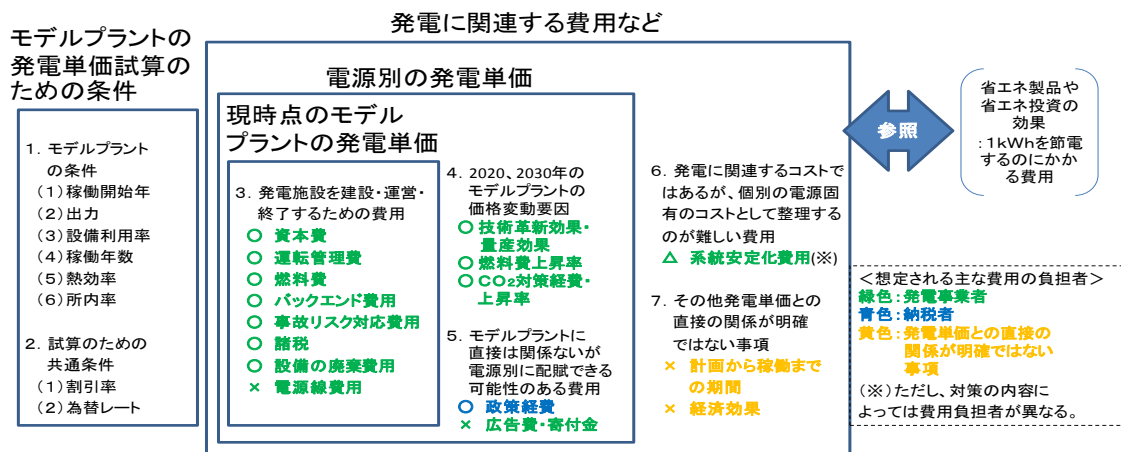 発電に関連する費用など
モデルプラントの
発電単価試算の
ための条件
1．モデルプラント
の条件
（1）稼働開始年
（2）出力
（3）設備利用率
（4）稼働年数
（5）熱効率
（6）所内率
2．試算のための
共通条件
（1）割引率
（2）為替レート
電源別の発電単価
現時点のモデル
プラントの発電単価
3．発電施設を建設・運営・
終了するための費用
○ 資本費
○ 運転管理費
○ 燃料費
○ バックエンド費用
○ 事故リスク対応費用
○ 諸税
○ 設備の廃棄費用
× 電源線費用
4．2020、2030年の
モデルプラントの
価格変動要因
○ 技術革新効果・
量産効果
○ 燃料費上昇率
○ CO2対策経費・
上昇率
5．モデルプラントに
直接は関係ないが
電源別に配賦できる
可能性のある費用
○ 政策経費
× 広告費・寄付金
6．発電に関連するコストで
はあるが、個別の電源固
有のコストとして整理する
のが難しい費用
△ 系統安定化費用(※)
7．その他発電単価との
直接の関係が明確
ではない事項
× 計画から稼働まで
の期間
× 経済効果
参照
省エネ製品や
省エネ投資の
効果
：1kWhを節電
するのにかか
る費用
＜想定される主な費用の負担者＞
緑色：発電事業者
青色：納税者
黄色：発電単価との直接の
関係が明確ではない
事項
（※）ただし、対策の内容に
よっては費用負担者が異なる。